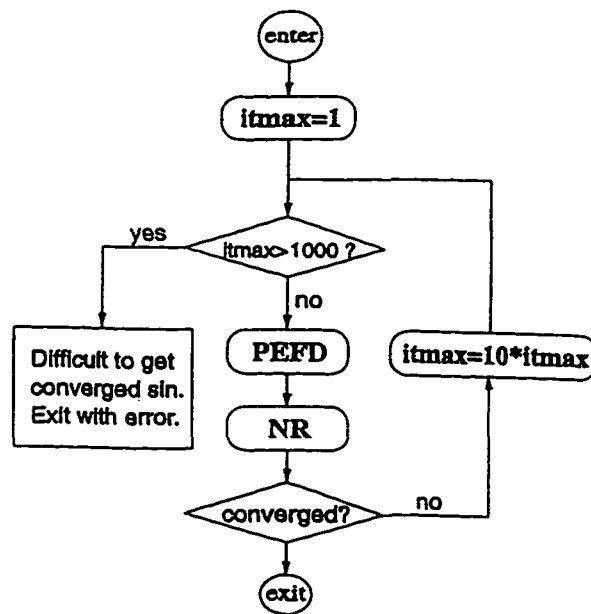 enter
itmax=1
yes
itmax>1000 ?
no
Difficult to get
converged sin.
Exit with error.
PEFD
itmax=10*itmax
NR
converged?
no
exit